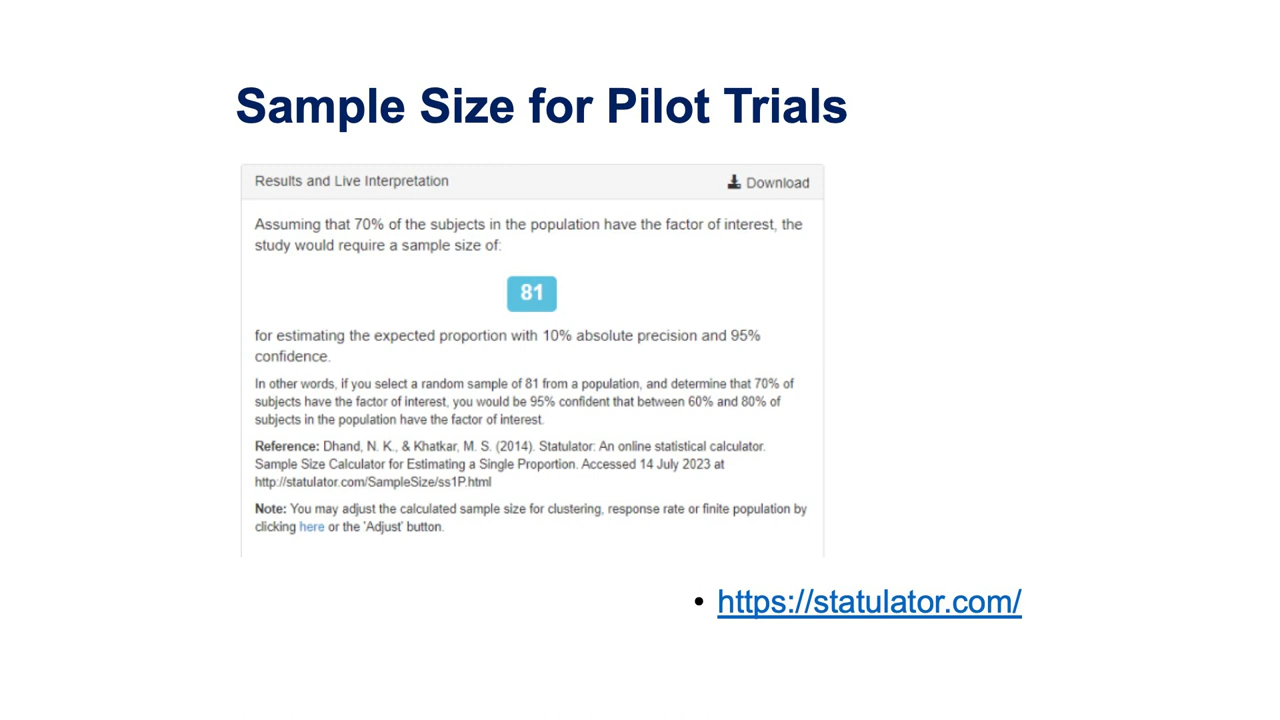 Sample Size for Pilot Trials
Results and Live Interpretation
Download
Assuming that 70% of the subjects in the population have the factor of interest, the
study would require a sample size of:
81
for estimating the expected proportion with 10% absolute precision and 95%
confidence.
In other words, if you select a random sample of 81 from a population, and determine that 70% of
subjects have the factor of interest, you would be 95% confident that between 60% and 80% of
subjects in the population have the factor of interest.
Reference: Dhand, N. K., & Khatkar, M. S. (2014). Statulator: An online statistical calculator.
Sample Size Calculator for Estimating a Single Proportion. Accessed 14 July 2023 at
http://statulator.com/SampleSize/ss1P.html
Note: You may adjust the calculated sample size for clustering, response rate or finite population by
clicking here or the 'Adjust' button.
• https://statulator.com/